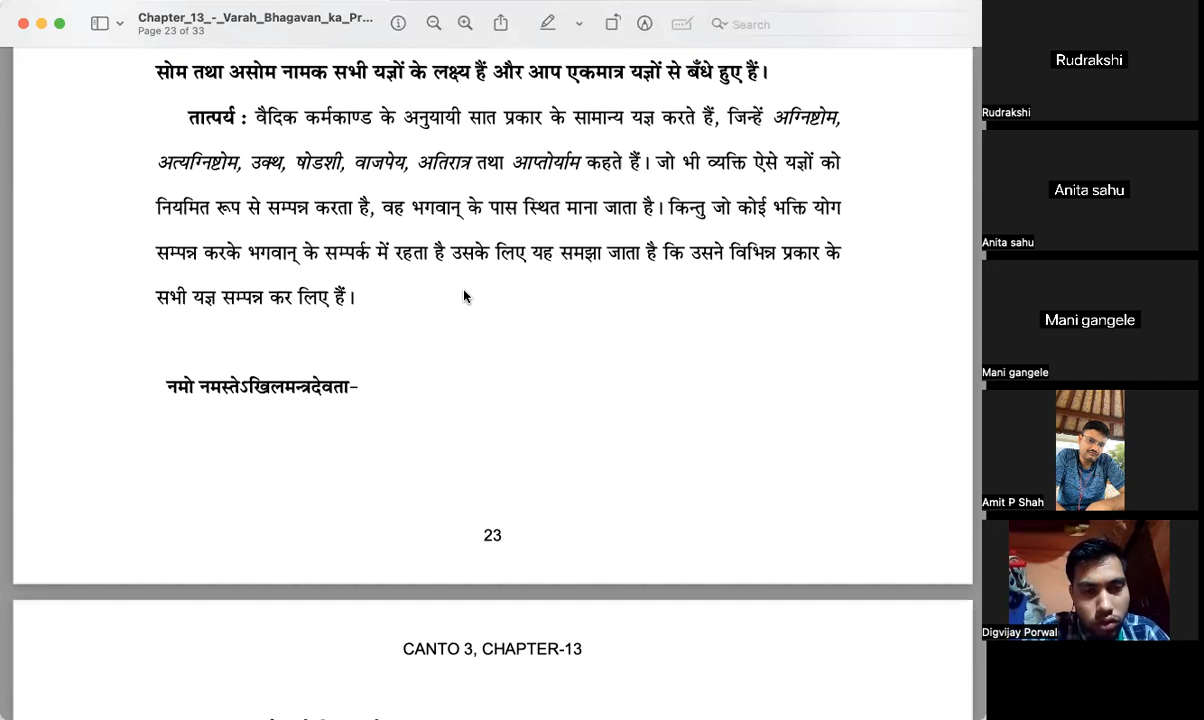 Chapter_13_-_Varah_Bhagavan_ka_Pr...
Page 23 of 33
Search
सोम तथा असोम नामक सभी यज्ञों के लक्ष्य हैं और आप एकमात्र यज्ञों से बँधे हुए हैं।
तात्पर्य : वैदिक कर्मकाण्ड के अनुयायी सात प्रकार के सामान्य यज्ञ करते हैं, जिन्हें अग्निष्टोम,
अत्यग्निष्टोम, उक्थ, षोडशी, वाजपेय, अतिरात्र तथा आप्तोर्याम कहते हैं। जो भी व्यक्ति ऐसे यज्ञों को
नियमित रूप से सम्पन्न करता है, वह भगवान् के पास स्थित माना जाता है। किन्तु जो कोई भक्ति योग
सम्पन्न करके भगवान् के सम्पर्क में रहता है उसके लिए यह समझा जाता है कि उसने विभिन्न प्रकार के
सभी यज्ञ सम्पन्न कर लिए हैं।
नमो नमस्तेऽखिलमन्त्रदेवता-
23
CANTO 3, CHAPTER-13
Rudrakshi
Rudrakshi
Anita sahu
Anita sahu
Mani gangele
Mani gangele
Amit P Shah
Digvijay Porwal